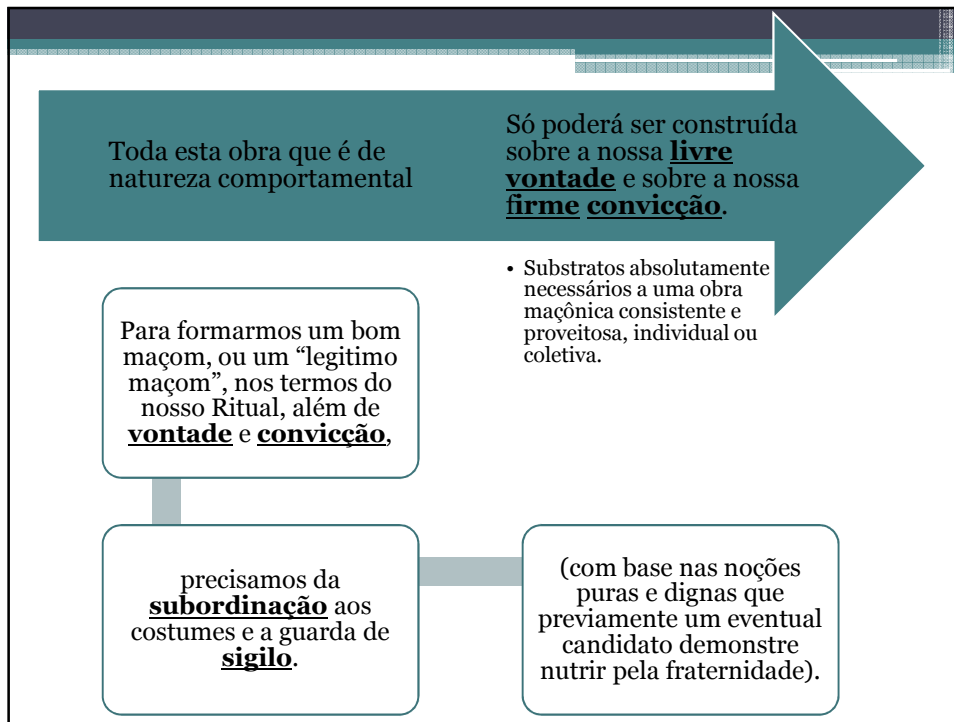 Toda esta obra que é de
natureza comportamental
Só poderá ser construída
sobre a nossa livre
vontade e sobre a nossa
firme convicção.
• Substratos absolutamente
necessários a uma obra
maçônica consistente e
proveitosa, individual ou
coletiva.
Para formarmos um bom
maçom, ou um “legitimo
maçom”, nos termos do
nosso Ritual, além de
vontade e convicção,
precisamos da
subordinação aos
costumes e a guarda de
sigilo.
(com base nas noções
puras e dignas que
previamente um eventual
candidato demonstre
nutrir pela fraternidade).